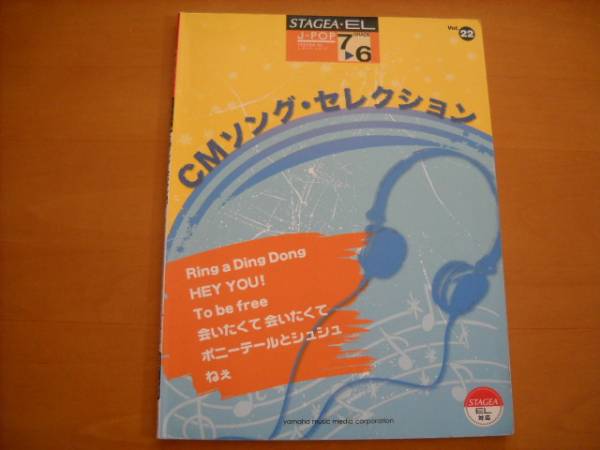 STAGEA・EL
J-POP
7▶6
Vol.
22
CMソング・セレクション
Ring a Ding Dong
HEY YOU!
To be free
会いたくて 会いたくて
ポニーテールとシュシュ
ねぇ
yamaha music media corporation
STAGEA
EL
対応